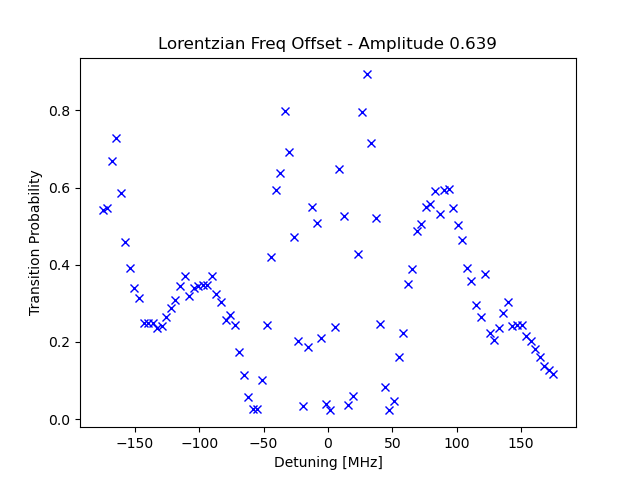 Lorentzian Freq Offset - Amplitude 0.639
Transition Probability
0.8
0.6
0.4
0.2
0.0
−150 −100 −50 0 50 100 150
Detuning [MHz]